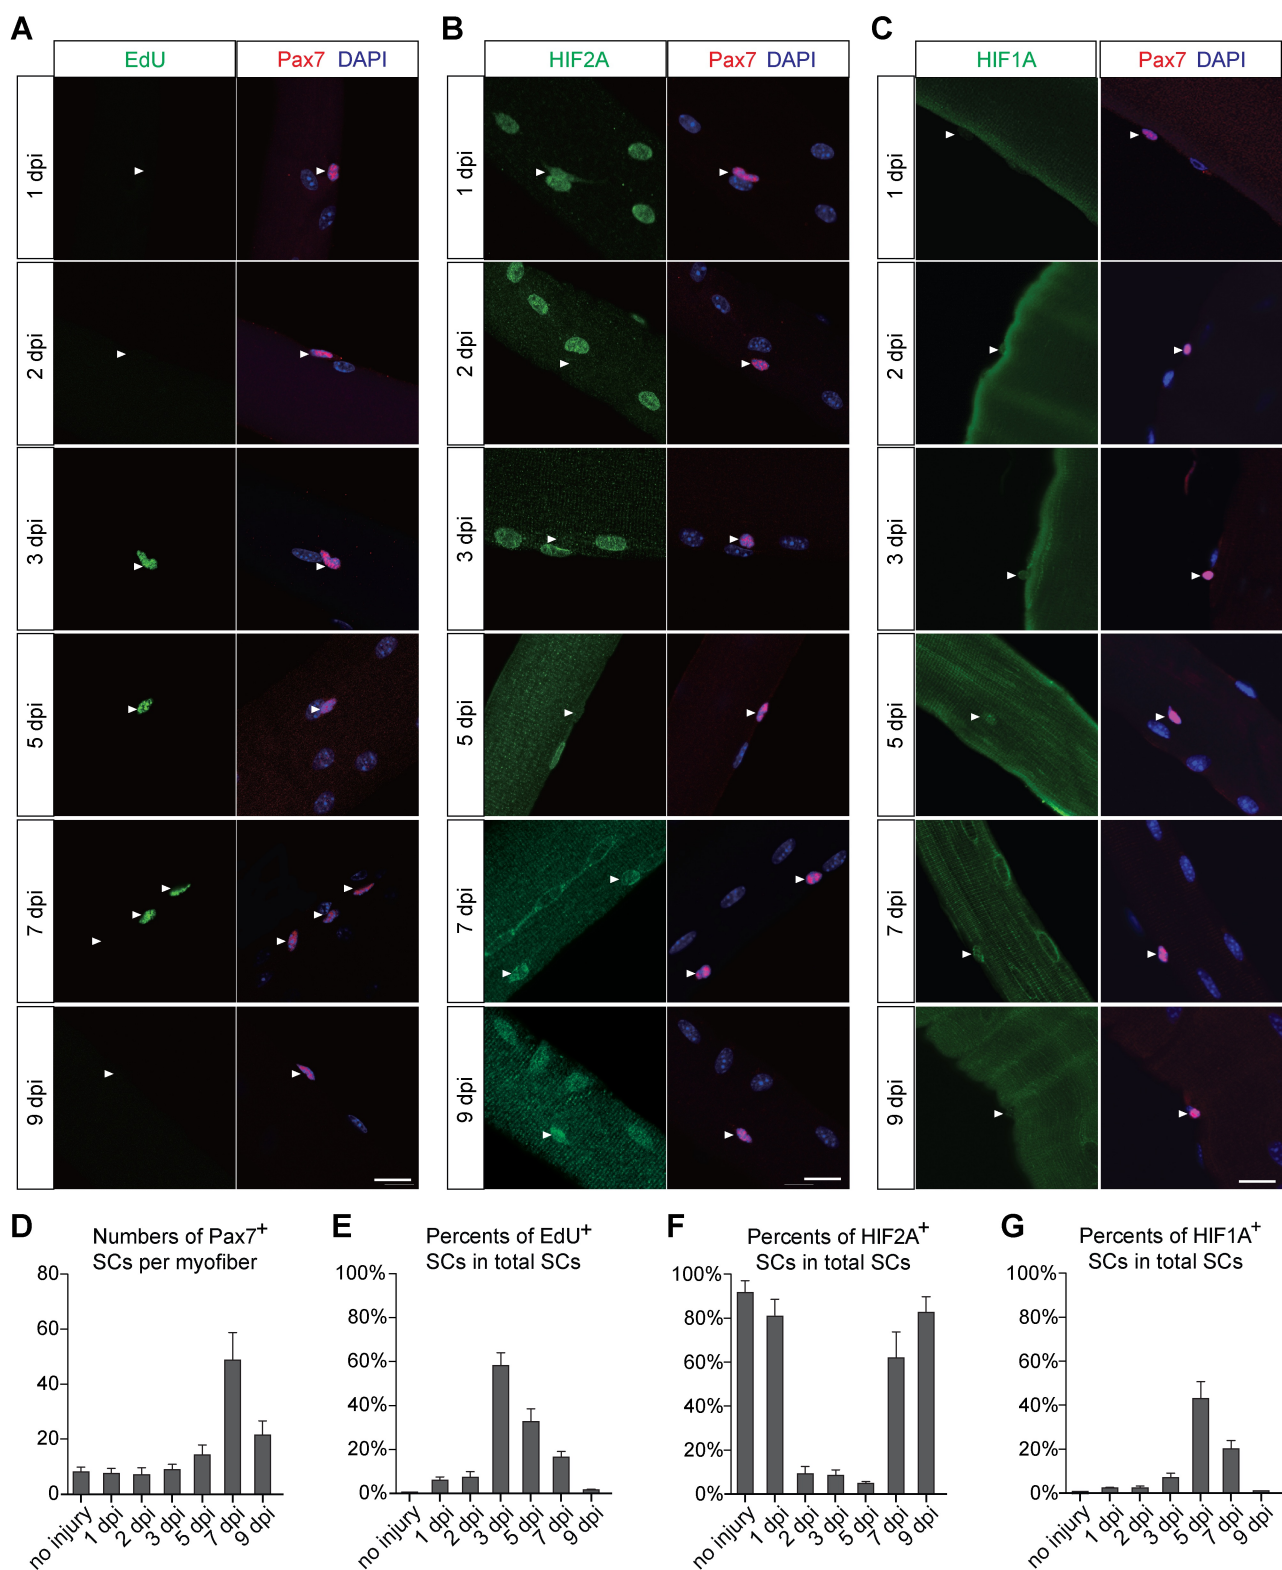 A
B
C
EdU
Pax7 DAPI
HIF2A
Pax7 DAPI
HIF1A
Pax7 DAPI
1 dpi
1 dpi
1 dpi
2 dpi
2 dpi
2 dpi
3 dpi
3 dpi
3 dpi
5 dpi
5 dpi
5 dpi
7 dpi
7 dpi
7 dpi
9 dpi
9 dpi
9 dpi
D
Numbers of Pax7+
SCs per myofiber
80
60
40
20
0
no injury
1 dpi
2 dpi
3 dpi
5 dpi
7 dpi
9 dpi
E
Percents of EdU+
SCs in total SCs
100%
80%
60%
40%
20%
0%
no injury
1 dpi
2 dpi
3 dpi
5 dpi
7 dpi
9 dpi
F
Percents of HIF2A+
SCs in total SCs
100%
80%
60%
40%
20%
0%
no injury
1 dpi
2 dpi
3 dpi
5 dpi
7 dpi
9 dpi
G
Percents of HIF1A+
SCs in total SCs
100%
80%
60%
40%
20%
0%
no injury
1 dpi
2 dpi
3 dpi
5 dpi
7 dpi
9 dpi